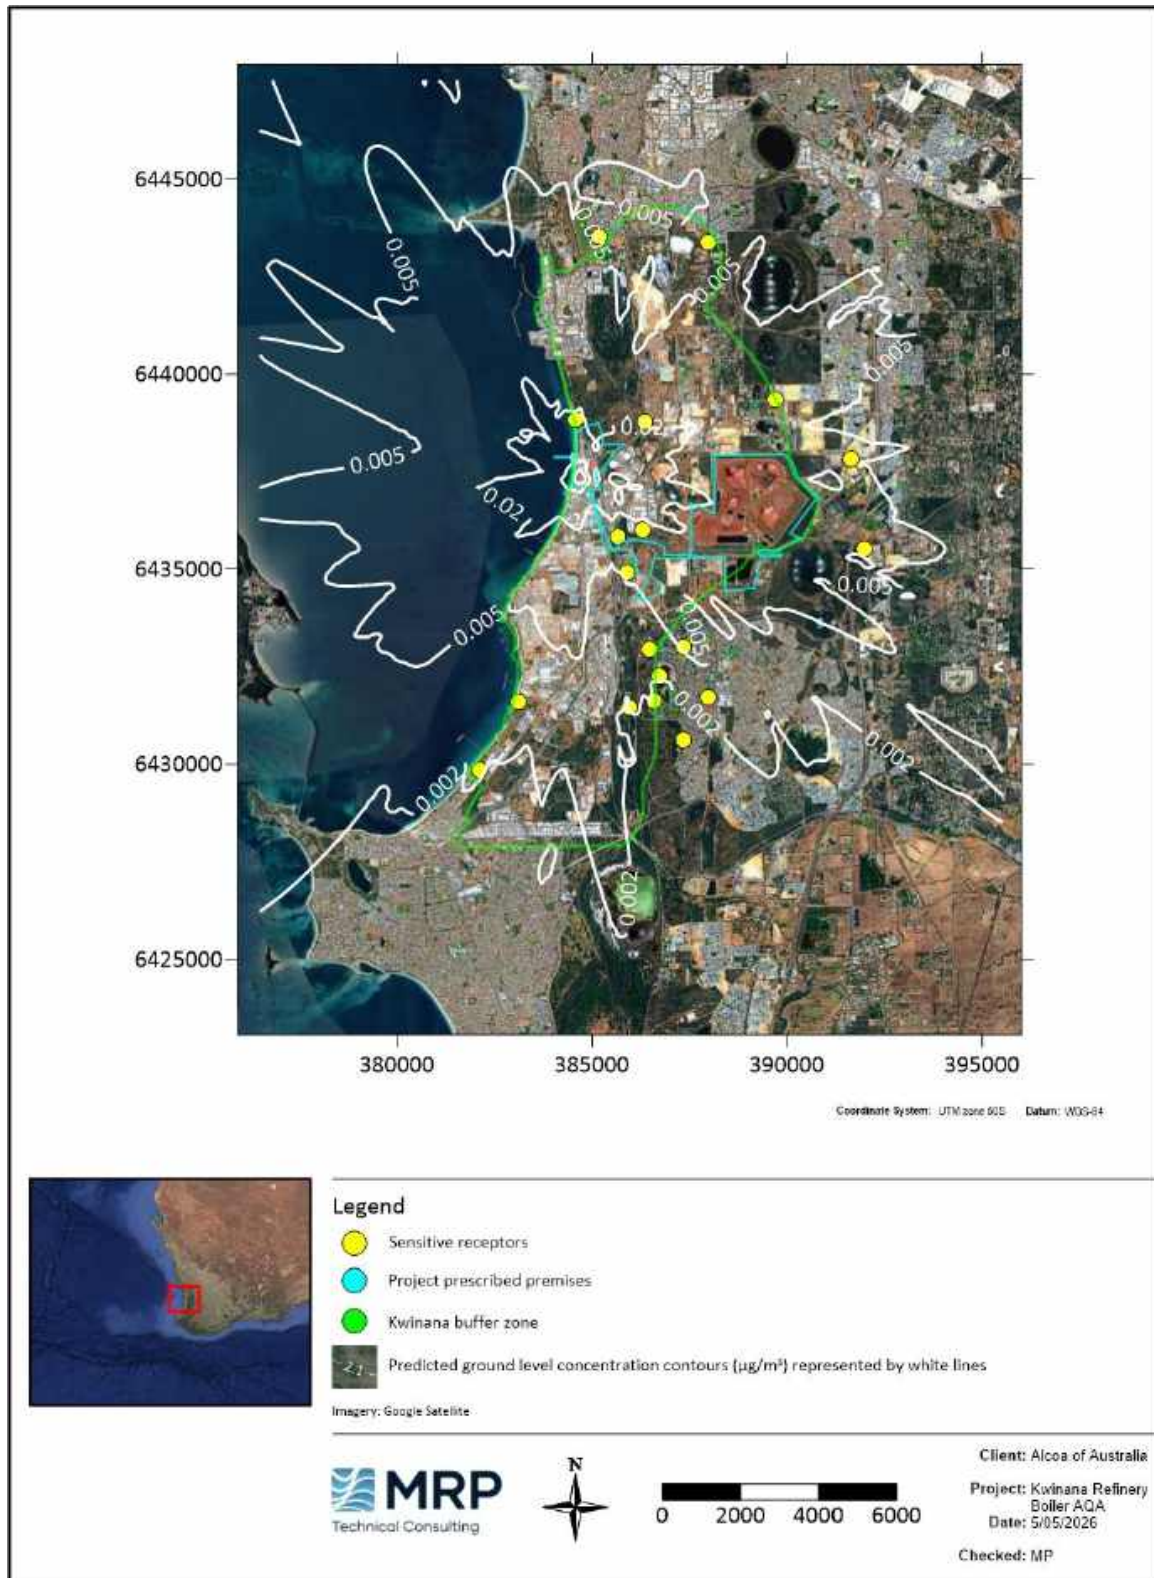 6445000
6440000
6435000
6430000
6425000
380000
385000
390000
395000
0.005
0.005
0.005
0.005
0.005
0.005
0.02
0.02
0.005
0.005
0.005
0.002
0.002
0.002
0.002
Coordinate System: UTM zone 50S Datum: WGS-84
Legend
Sensitive receptors
Project prescribed premises
Kwinana buffer zone
2.1
Predicted ground level concentration contours (µg/m³) represented by white lines
Imagery: Google Satellite
MRP
Technical Consulting
N
0 2000 4000 6000
Client: Alcoa of Australia
Project: Kwinana Refinery
Boiler AQA
Date: 5/05/2026
Checked: MP